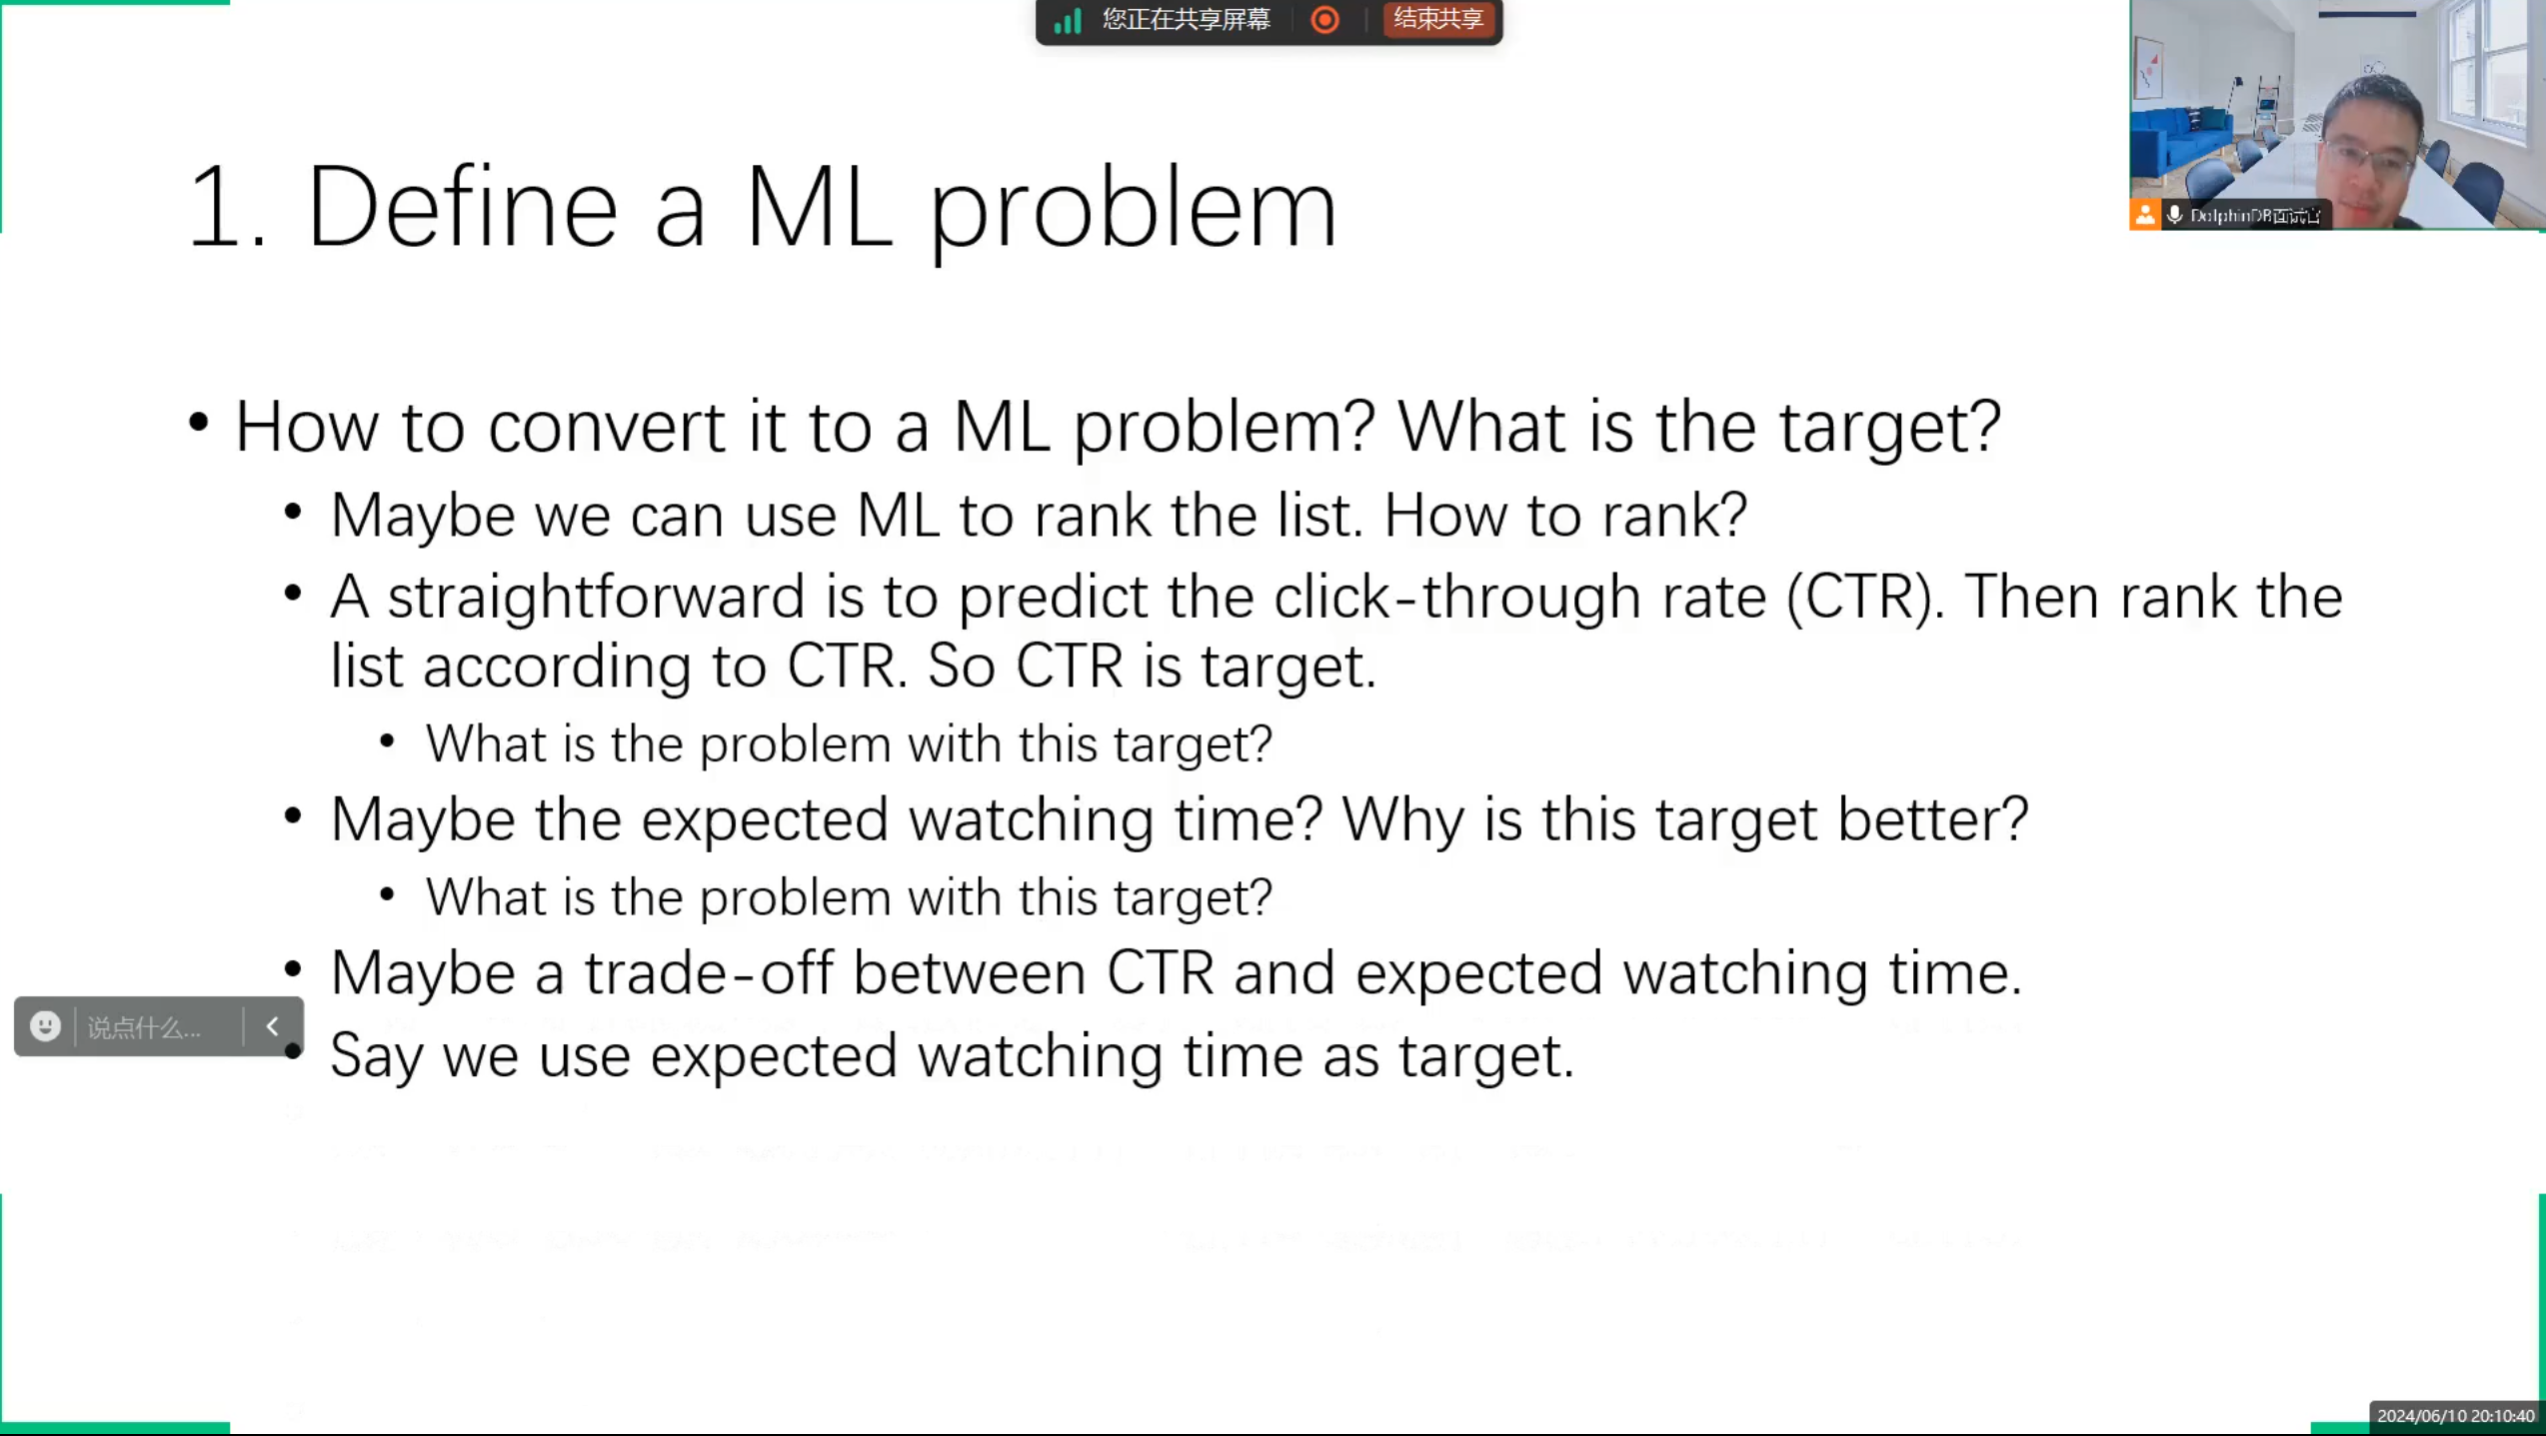 您正在共享屏幕
结束共享
DolphinDB面试官
1. Define a ML problem
• How to convert it to a ML problem? What is the target?
• Maybe we can use ML to rank the list. How to rank?
• A straightforward is to predict the click-through rate (CTR). Then rank the
list according to CTR. So CTR is target.
• What is the problem with this target?
• Maybe the expected watching time? Why is this target better?
• What is the problem with this target?
• Maybe a trade-off between CTR and expected watching time.
说点什么...
• Say we use expected watching time as target.
2024/06/10 20:10:40